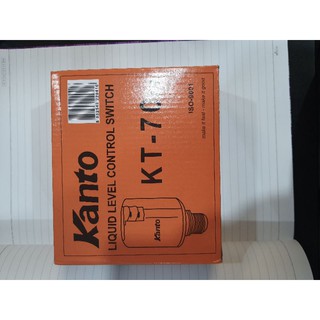 Kanto
LIQUID LEVEL CONTROL SWITCH
KT-70
ISO-9001
Kanto